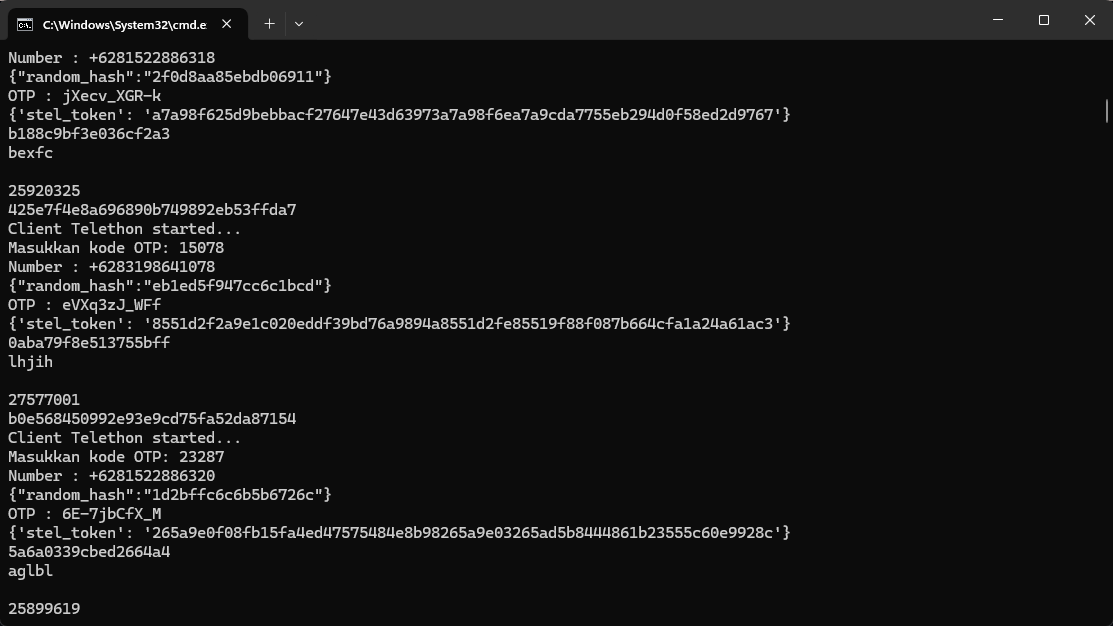 C:\Windows\System32\cmd.e
Number : +6281522886318
{"random_hash":"2f0d8aa85ebdb06911"}
OTP : jXecv_XGR-k
{'stel_token': 'a7a98f625d9bebbacf27647e43d63973a7a98f6ea7a9cda7755eb294d0f58ed2d9767'}
b188c9bf3e036cf2a3
bexfc
25920325
425e7f4e8a696890b749892eb53ffda7
Client Telethon started...
Masukkan kode OTP: 15078
Number : +6283198641078
{"random_hash":"eb1ed5f947cc6c1bcd"}
OTP : eVXq3zJ_WFf
{'stel_token': '8551d2f2a9e1c020eddf39bd76a9894a8551d2fe85519f88f087b664cfa1a24a61ac3'}
0aba79f8e513755bff
lhjih
27577001
b0e568450992e93e9cd75fa52da87154
Client Telethon started...
Masukkan kode OTP: 23287
Number : +6281522886320
{"random_hash":"1d2bffc6c6b5b6726c"}
OTP : 6E-7jbCfX_M
{'stel_token': '265a9e0f08fb15fa4ed47575484e8b98265a9e03265ad5b8444861b23555c60e9928c'}
5a6a0339cbed2664a4
aglbl
25899619